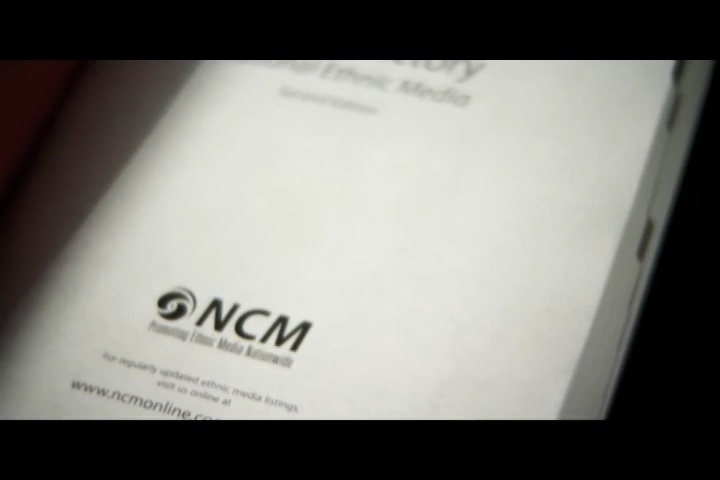 Ethnic Media
NCM
Promoting Ethnic Media Nationwide
For regularly updated ethnic media listings,
visit us online at
www.ncmonline.co